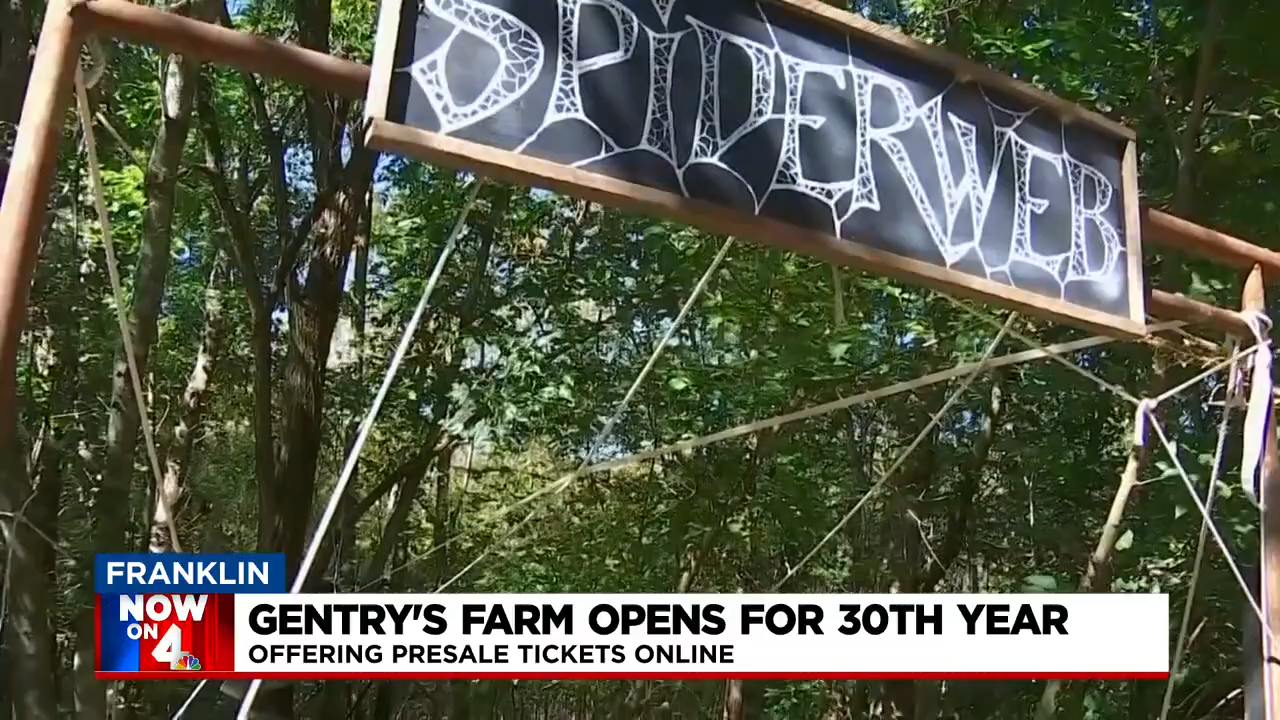 SPIDERWEB
FRANKLIN
NOW
ON 4
GENTRY'S FARM OPENS FOR 30TH YEAR
OFFERING PRESALE TICKETS ONLINE